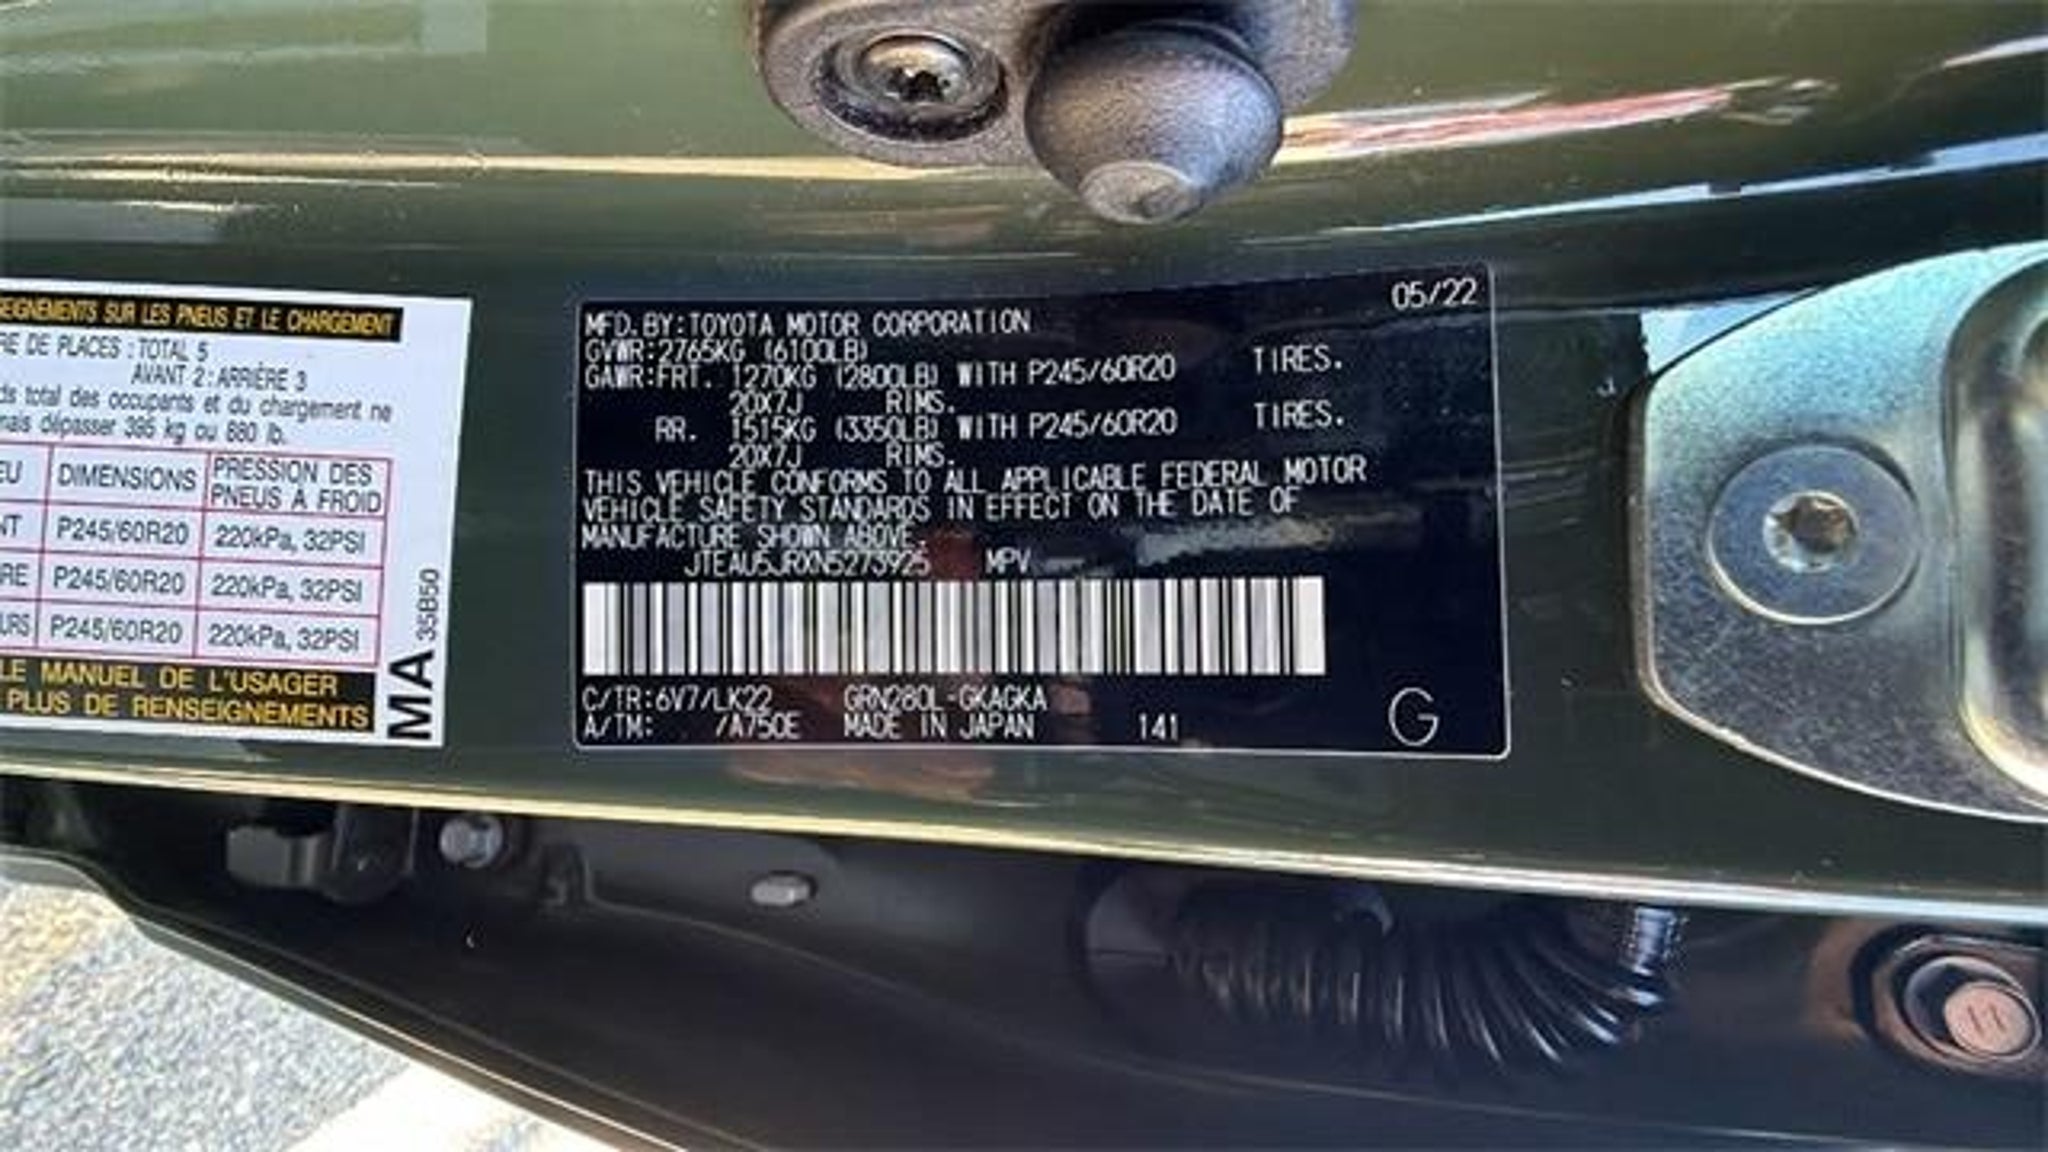 SEIGNEMENTS SUR LES PNEUS ET LE CHARGEMENT
RE DE PLACES : TOTAL 5
AVANT 2 : ARRIÈRE 3
ds total des occupants et du chargement ne
mais dépasser 395 kg ou 880 lb.
EU DIMENSIONS PRESSION DES PNEUS A FROID
NT P245/60R20 220kPa, 32PSI
RE P245/60R20 220kPa, 32PSI
URS P245/60R20 220kPa, 32PSI
LE MANUEL DE L'USAGER
PLUS DE RENSEIGNEMENTS
MA 35B50
05/22
MFD. BY:TOYOTA MOTOR CORPORATION
GVWR:2765KG (6100LB)
GAWR:FRT. 1270KG (2800LB) WITH P245/60R20 TIRES.
20X7J RIMS.
RR. 1515KG (3350LB) WITH P245/60R20 TIRES.
20X7J RIMS.
THIS VEHICLE CONFORMS TO ALL APPLICABLE FEDERAL MOTOR
VEHICLE SAFETY STANDARDS IN EFFECT ON THE DATE OF
MANUFACTURE SHOWN ABOVE.
JTEAU5JRXN5273925 MPV
C/TR:6V7/LK22 GRN280L-GKAGKA
A/TM: /A750E MADE IN JAPAN 141
G